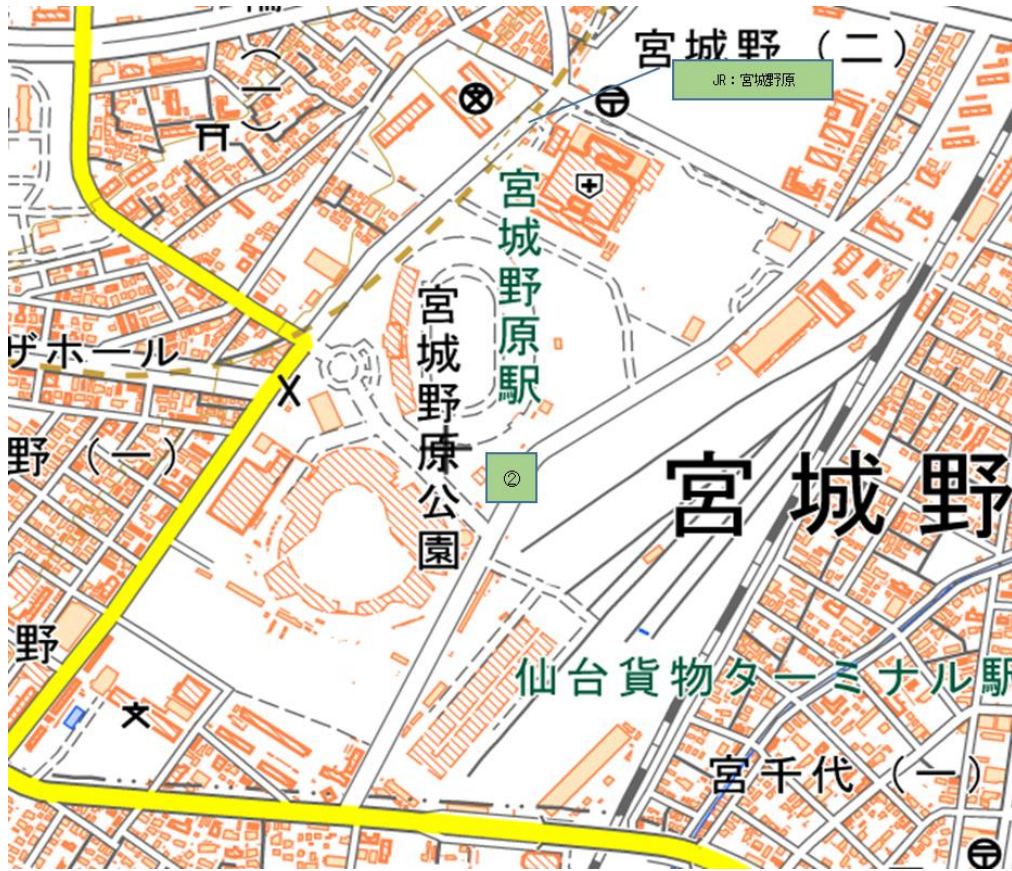 宮城野(二)
JR:宮城野原
(一)
宮城野原駅
宮城野原公園
ザホール
野(一)
②
宮城野
野
仙台貨物ターミナル駅
宮千代(一)